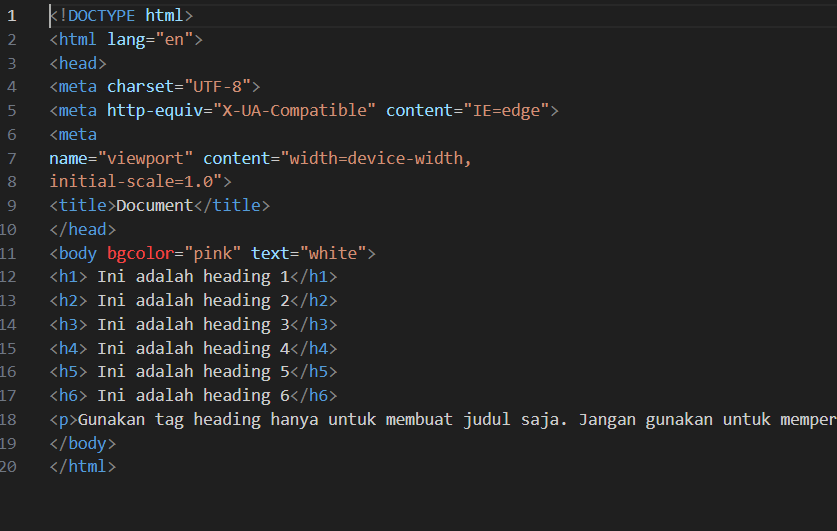 1 <!DOCTYPE html>
2 <html lang="en">
3 <head>
4 <meta charset="UTF-8">
5 <meta http-equiv="X-UA-Compatible" content="IE=edge">
6 <meta
7 name="viewport" content="width=device-width,
8 initial-scale=1.0">
9 <title>Document</title>
10 </head>
11 <body bgcolor="pink" text="white">
12 <h1> Ini adalah heading 1</h1>
13 <h2> Ini adalah heading 2</h2>
14 <h3> Ini adalah heading 3</h3>
15 <h4> Ini adalah heading 4</h4>
16 <h5> Ini adalah heading 5</h5>
17 <h6> Ini adalah heading 6</h6>
18 <p>Gunakan tag heading hanya untuk membuat judul saja. Jangan gunakan untuk memper
19 </body>
20 </html>